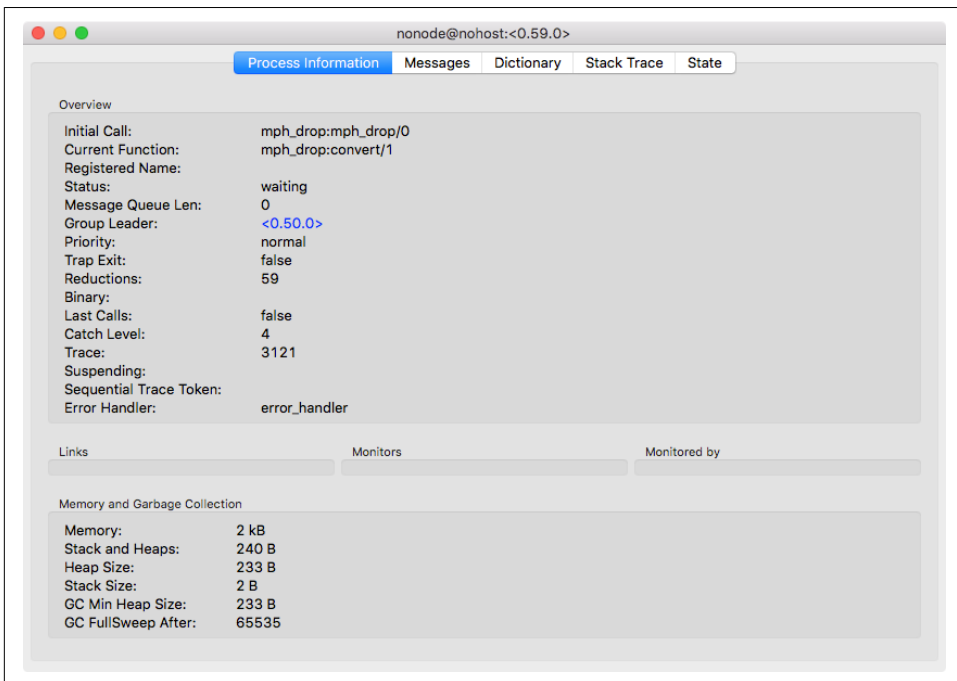 nonode@nohost:<0.59.0>
Process Information Messages Dictionary Stack Trace State
Overview
Initial Call: mph_drop:mph_drop/0
Current Function: mph_drop:convert/1
Registered Name:
Status: waiting
Message Queue Len: 0
Group Leader: <0.50.0>
Priority: normal
Trap Exit: false
Reductions: 59
Binary:
Last Calls: false
Catch Level: 4
Trace: 3121
Suspending:
Sequential Trace Token:
Error Handler: error_handler
Links Monitors Monitored by
Memory and Garbage Collection
Memory: 2 kB
Stack and Heaps: 240 B
Heap Size: 233 B
Stack Size: 2 B
GC Min Heap Size: 233 B
GC FullSweep After: 65535